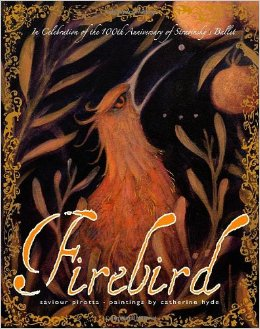 In Celebration of the 100th Anniversary of Stravinsky's Ballet
Firebird
saviour pirotta • paintings by catherine hyde